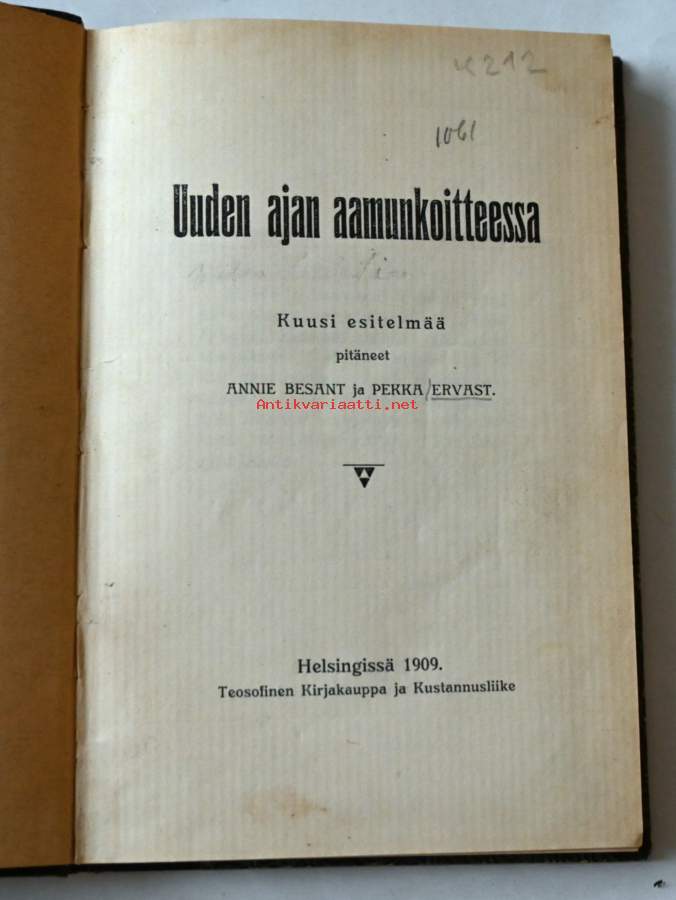 4212
1061
Uuden ajan aamunkoitteessa
Kuusi esitelmää
pitäneet
ANNIE BESANT ja PEKKA/ERVAST.
Antikvariaatti.net
Helsingissä 1909.
Teosofinen Kirjakauppa ja Kustannusliike